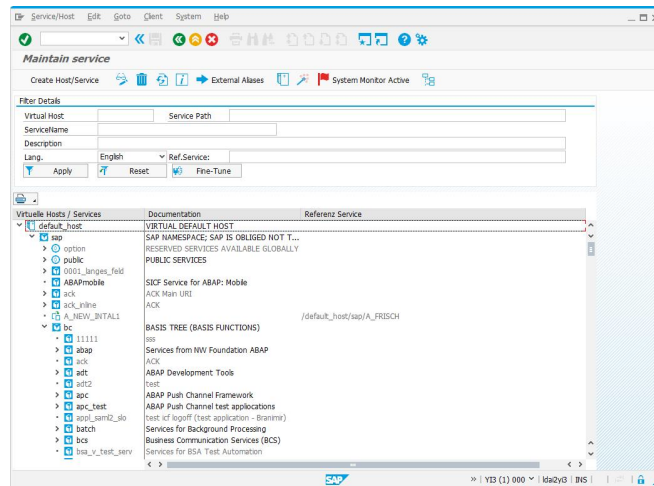 Service/Host Edit Goto Client System Help
Maintain service
Create Host/Service External Aliases System Monitor Active
Filter Details
Virtual Host Service Path
ServiceName
Description
Lang. English Ref.Service:
Apply Reset Fine-Tune
Virtuelle Hosts / Services Documentation Referenz Service
default_host VIRTUAL DEFAULT HOST
sap SAP NAMESPACE; SAP IS OBLIGED NOT T...
option RESERVED SERVICES AVAILABLE GLOBALLY
public PUBLIC SERVICES
0001_langes_feld
ABAPmobile SICF Service for ABAP: Mobile
ack ACK Main URI
ack_inline ACK
A_NEW_INTAL1 /default_host/sap/A_FRISCH
bc BASIS TREE (BASIS FUNCTIONS)
11111 sss
abap Services from NW Foundation ABAP
ack ACK
adt ABAP Development Tools
adt2 test
apc ABAP Push Channel Framework
apc_test ABAP Push Channel test applocations
appl_saml2_slo test icf logoff (test application - Branimir)
batch Services for Background Processing
bcs Business Communication Services (BCS)
bsa_v_test_serv Services for BSA Test Automation
SAP YI3 (1) 000 ldai2yi3 INS